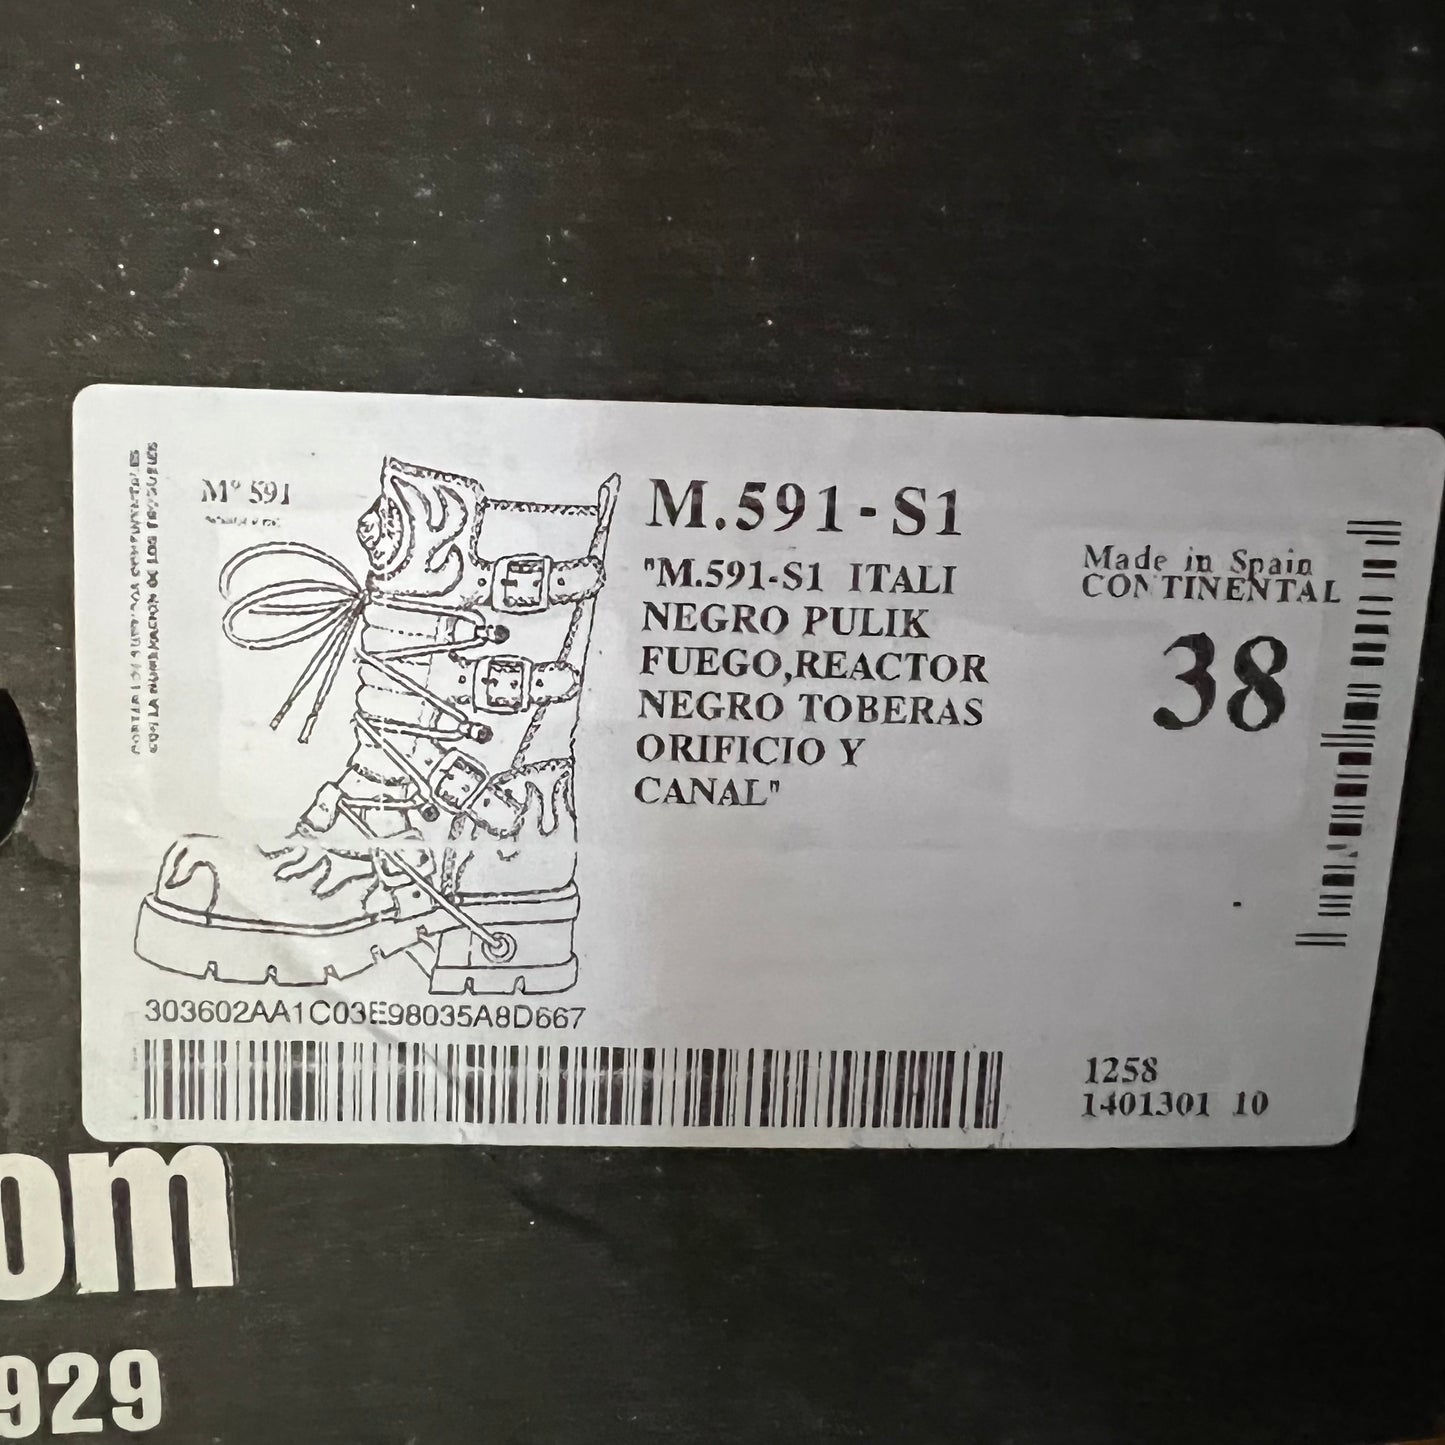 Mº 591
M.591-S1
"M.591-S1 ITALI
NEGRO PULIK
FUEGO,REACTOR
NEGRO TOBERAS
ORIFICIO Y
CANAL"
Made in Spain
CONTINENTAL
38
303602AA1C03E98035A8D667
1258
1401301 10
om
929